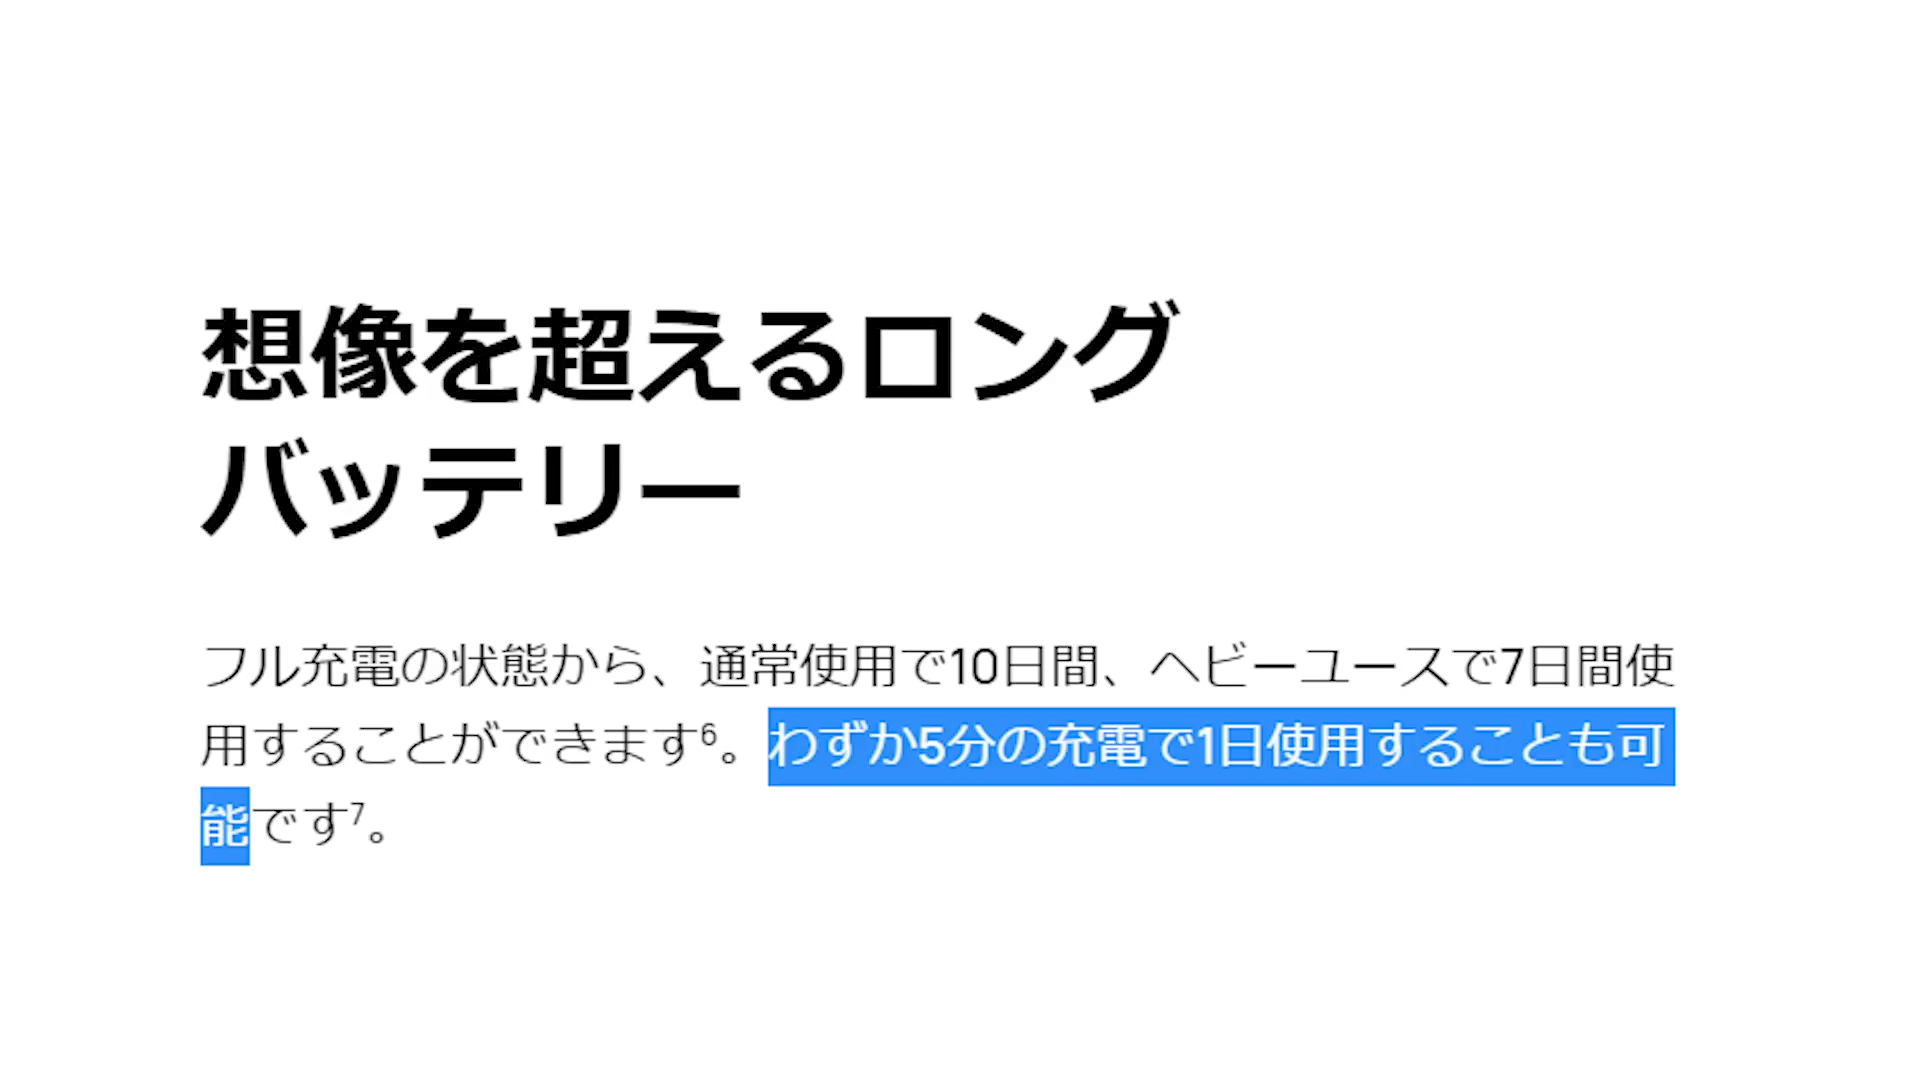 想像を超えるロング
バッテリー
フル充電の状態から、通常使用で10日間、ヘビーユースで7日間使
用することができます⁶。わずか5分の充電で1日使用することも可
能です⁷。